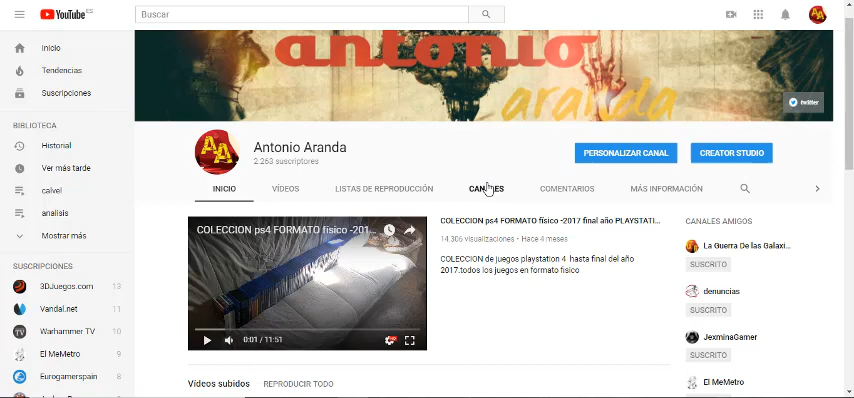 YouTube ES
Buscar
Inicio
Tendencias
Suscripciones
BIBLIOTECA
Historial
Ver más tarde
calvel
analisis
Mostrar más
SUSCRIPCIONES
3DJuegos.com 13
Vandal.net 11
Warhammer TV 10
El MeMetro 9
Eurogamerspain 8
antonio
aranda
twitter
AA
Antonio Aranda
2.263 suscriptores
PERSONALIZAR CANAL
CREATOR STUDIO
INICIO
VÍDEOS
LISTAS DE REPRODUCCIÓN
CANALES
COMENTARIOS
MÁS INFORMACIÓN
COLECCION ps4 FORMATO físico -201...
0:01 / 11:51
COLECCION ps4 FORMATO físico -2017 final año PLAYSTATI...
14.306 visualizaciones • Hace 4 meses
COLECCION de juegos playstation 4 hasta final del año
2017.todos los juegos en formato fisico
CANALES AMIGOS
La Guerra De las Galaxi...
SUSCRITO
denuncias
SUSCRITO
JexminaGamer
SUSCRITO
El MeMetro
Vídeos subidos
REPRODUCIR TODO